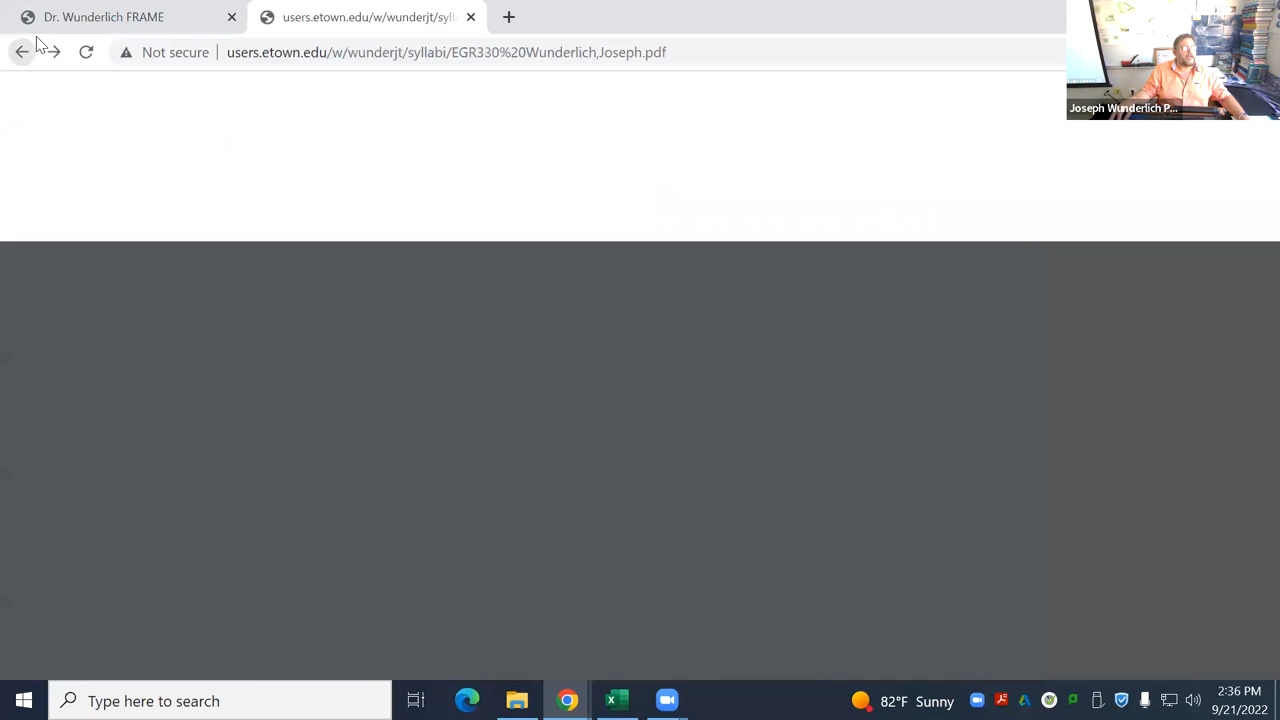 Dr. Wunderlich FRAME
users.etown.edu/w/wunderjt/syll
Not secure
users.etown.edu/w/wunderjt/syllabi/EGR330%20Wunderlich,Joseph.pdf
Joseph Wunderlich P...
Type here to search
82°F Sunny
2:36 PM
9/21/2022